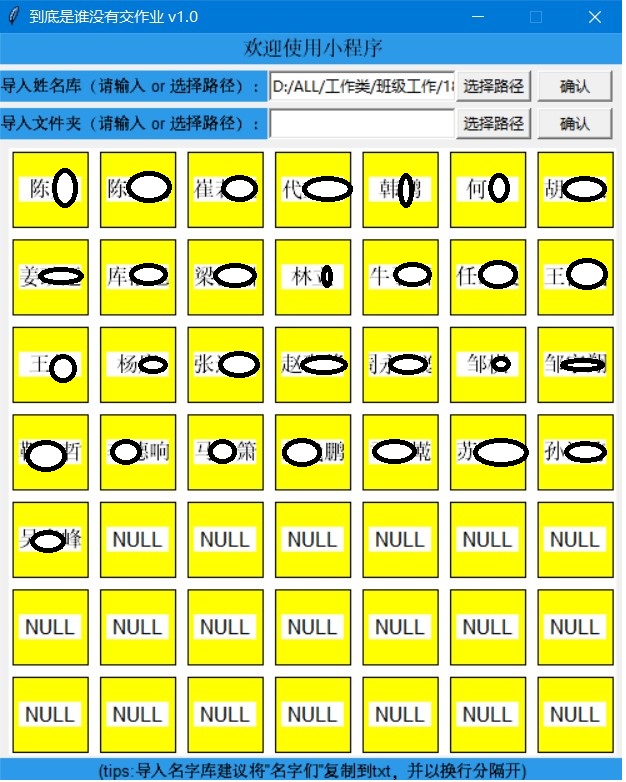 到底是谁没有交作业 v1.0
欢迎使用小程序
导入姓名库（请输入 or 选择路径）： D:/ALL/工作类/班级工作/18 选择路径 确认
导入文件夹（请输入 or 选择路径）： 选择路径 确认
陈 陈 崔 代 韩 何 胡
姜 库 梁 林 牛 任 王
王 杨 张 赵 周永 邹 邹 翔
哲 响 马 箫 鹏 乾 苏 孙
吴 峰 NULL NULL NULL NULL NULL NULL
NULL NULL NULL NULL NULL NULL NULL
NULL NULL NULL NULL NULL NULL NULL
(tips:导入名字库建议将"名字们"复制到txt，并以换行分隔开)